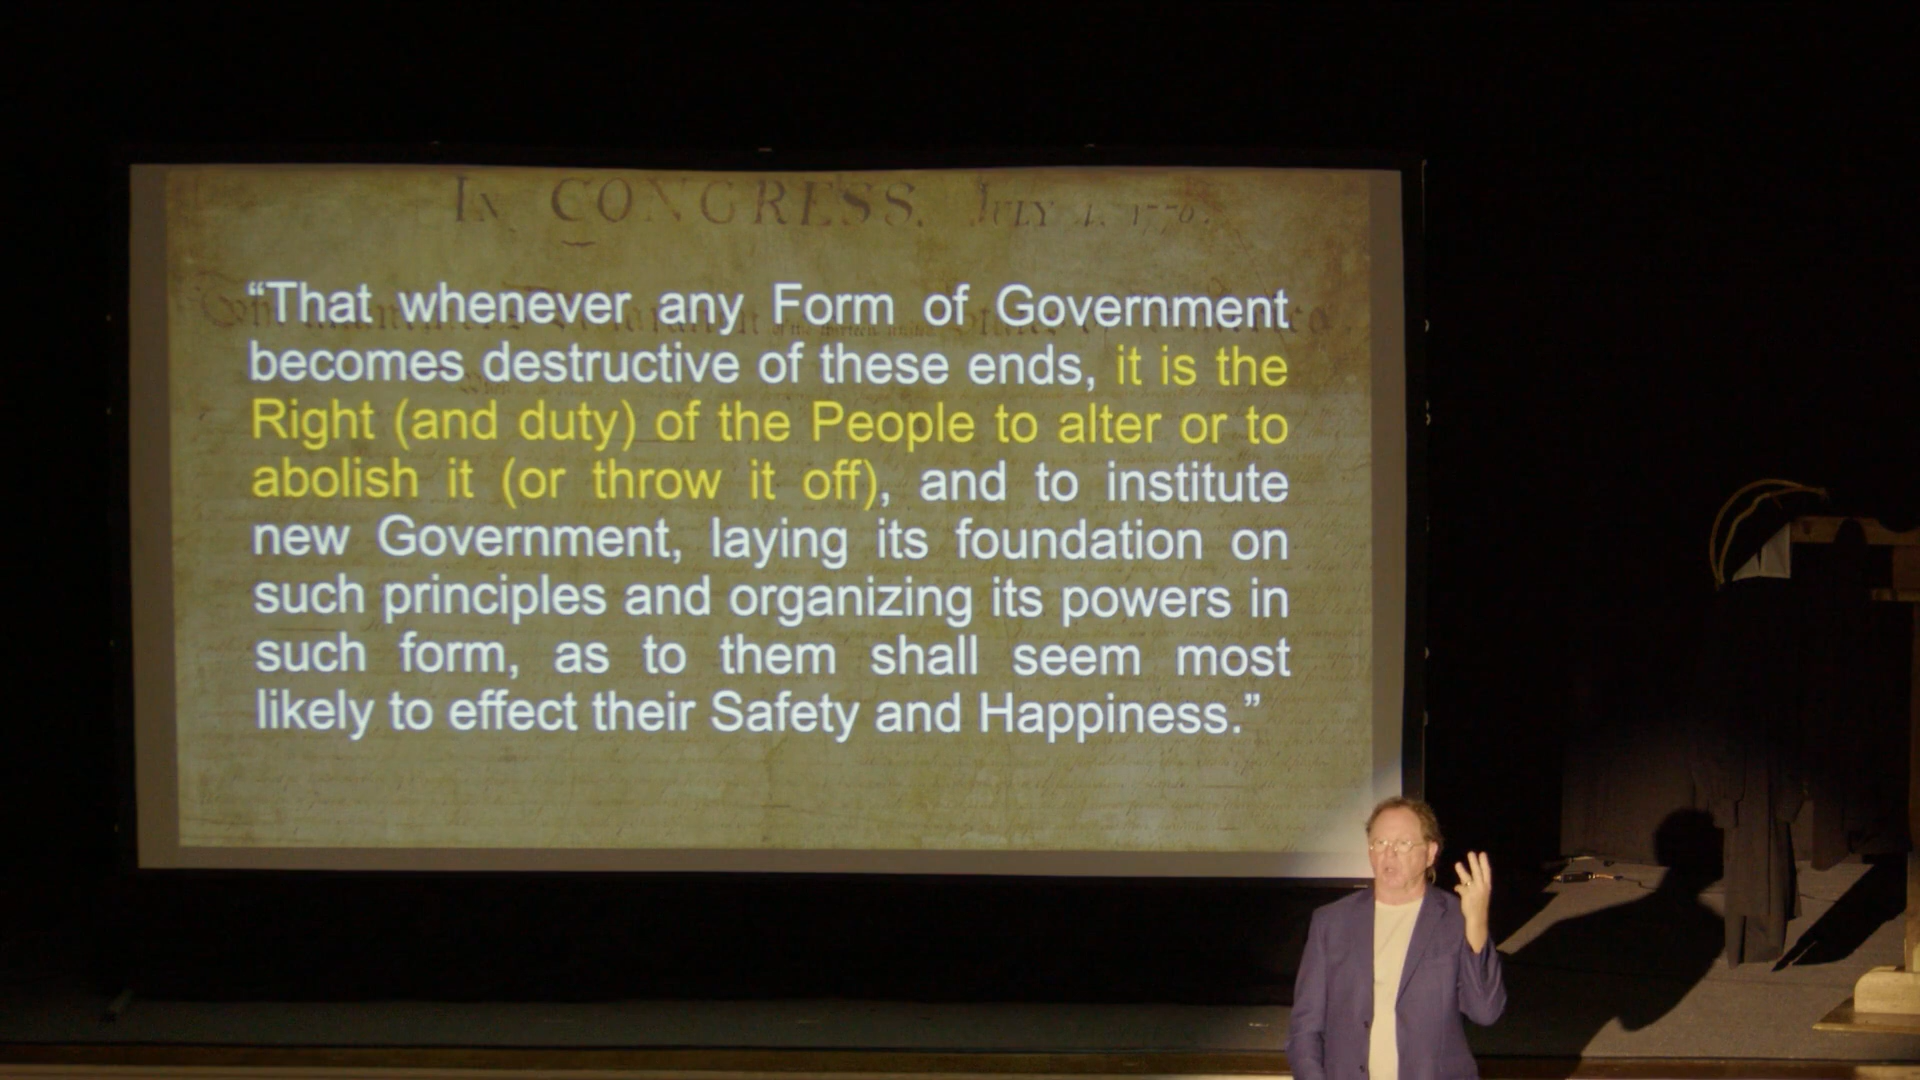 In CONGRESS. July 4. 1776.
“That whenever any Form of Government
becomes destructive of these ends, it is the
Right (and duty) of the People to alter or to
abolish it (or throw it off), and to institute
new Government, laying its foundation on
such principles and organizing its powers in
such form, as to them shall seem most
likely to effect their Safety and Happiness.”